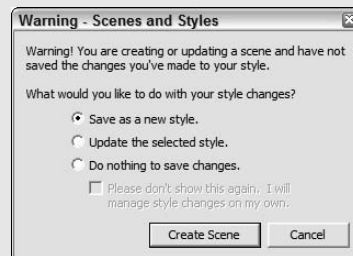 Warning - Scenes and Styles
Warning! You are creating or updating a scene and have not
saved the changes you've made to your style.
What would you like to do with your style changes?
Save as a new style.
Update the selected style.
Do nothing to save changes.
Please don't show this again. I will
manage style changes on my own.
Create Scene
Cancel